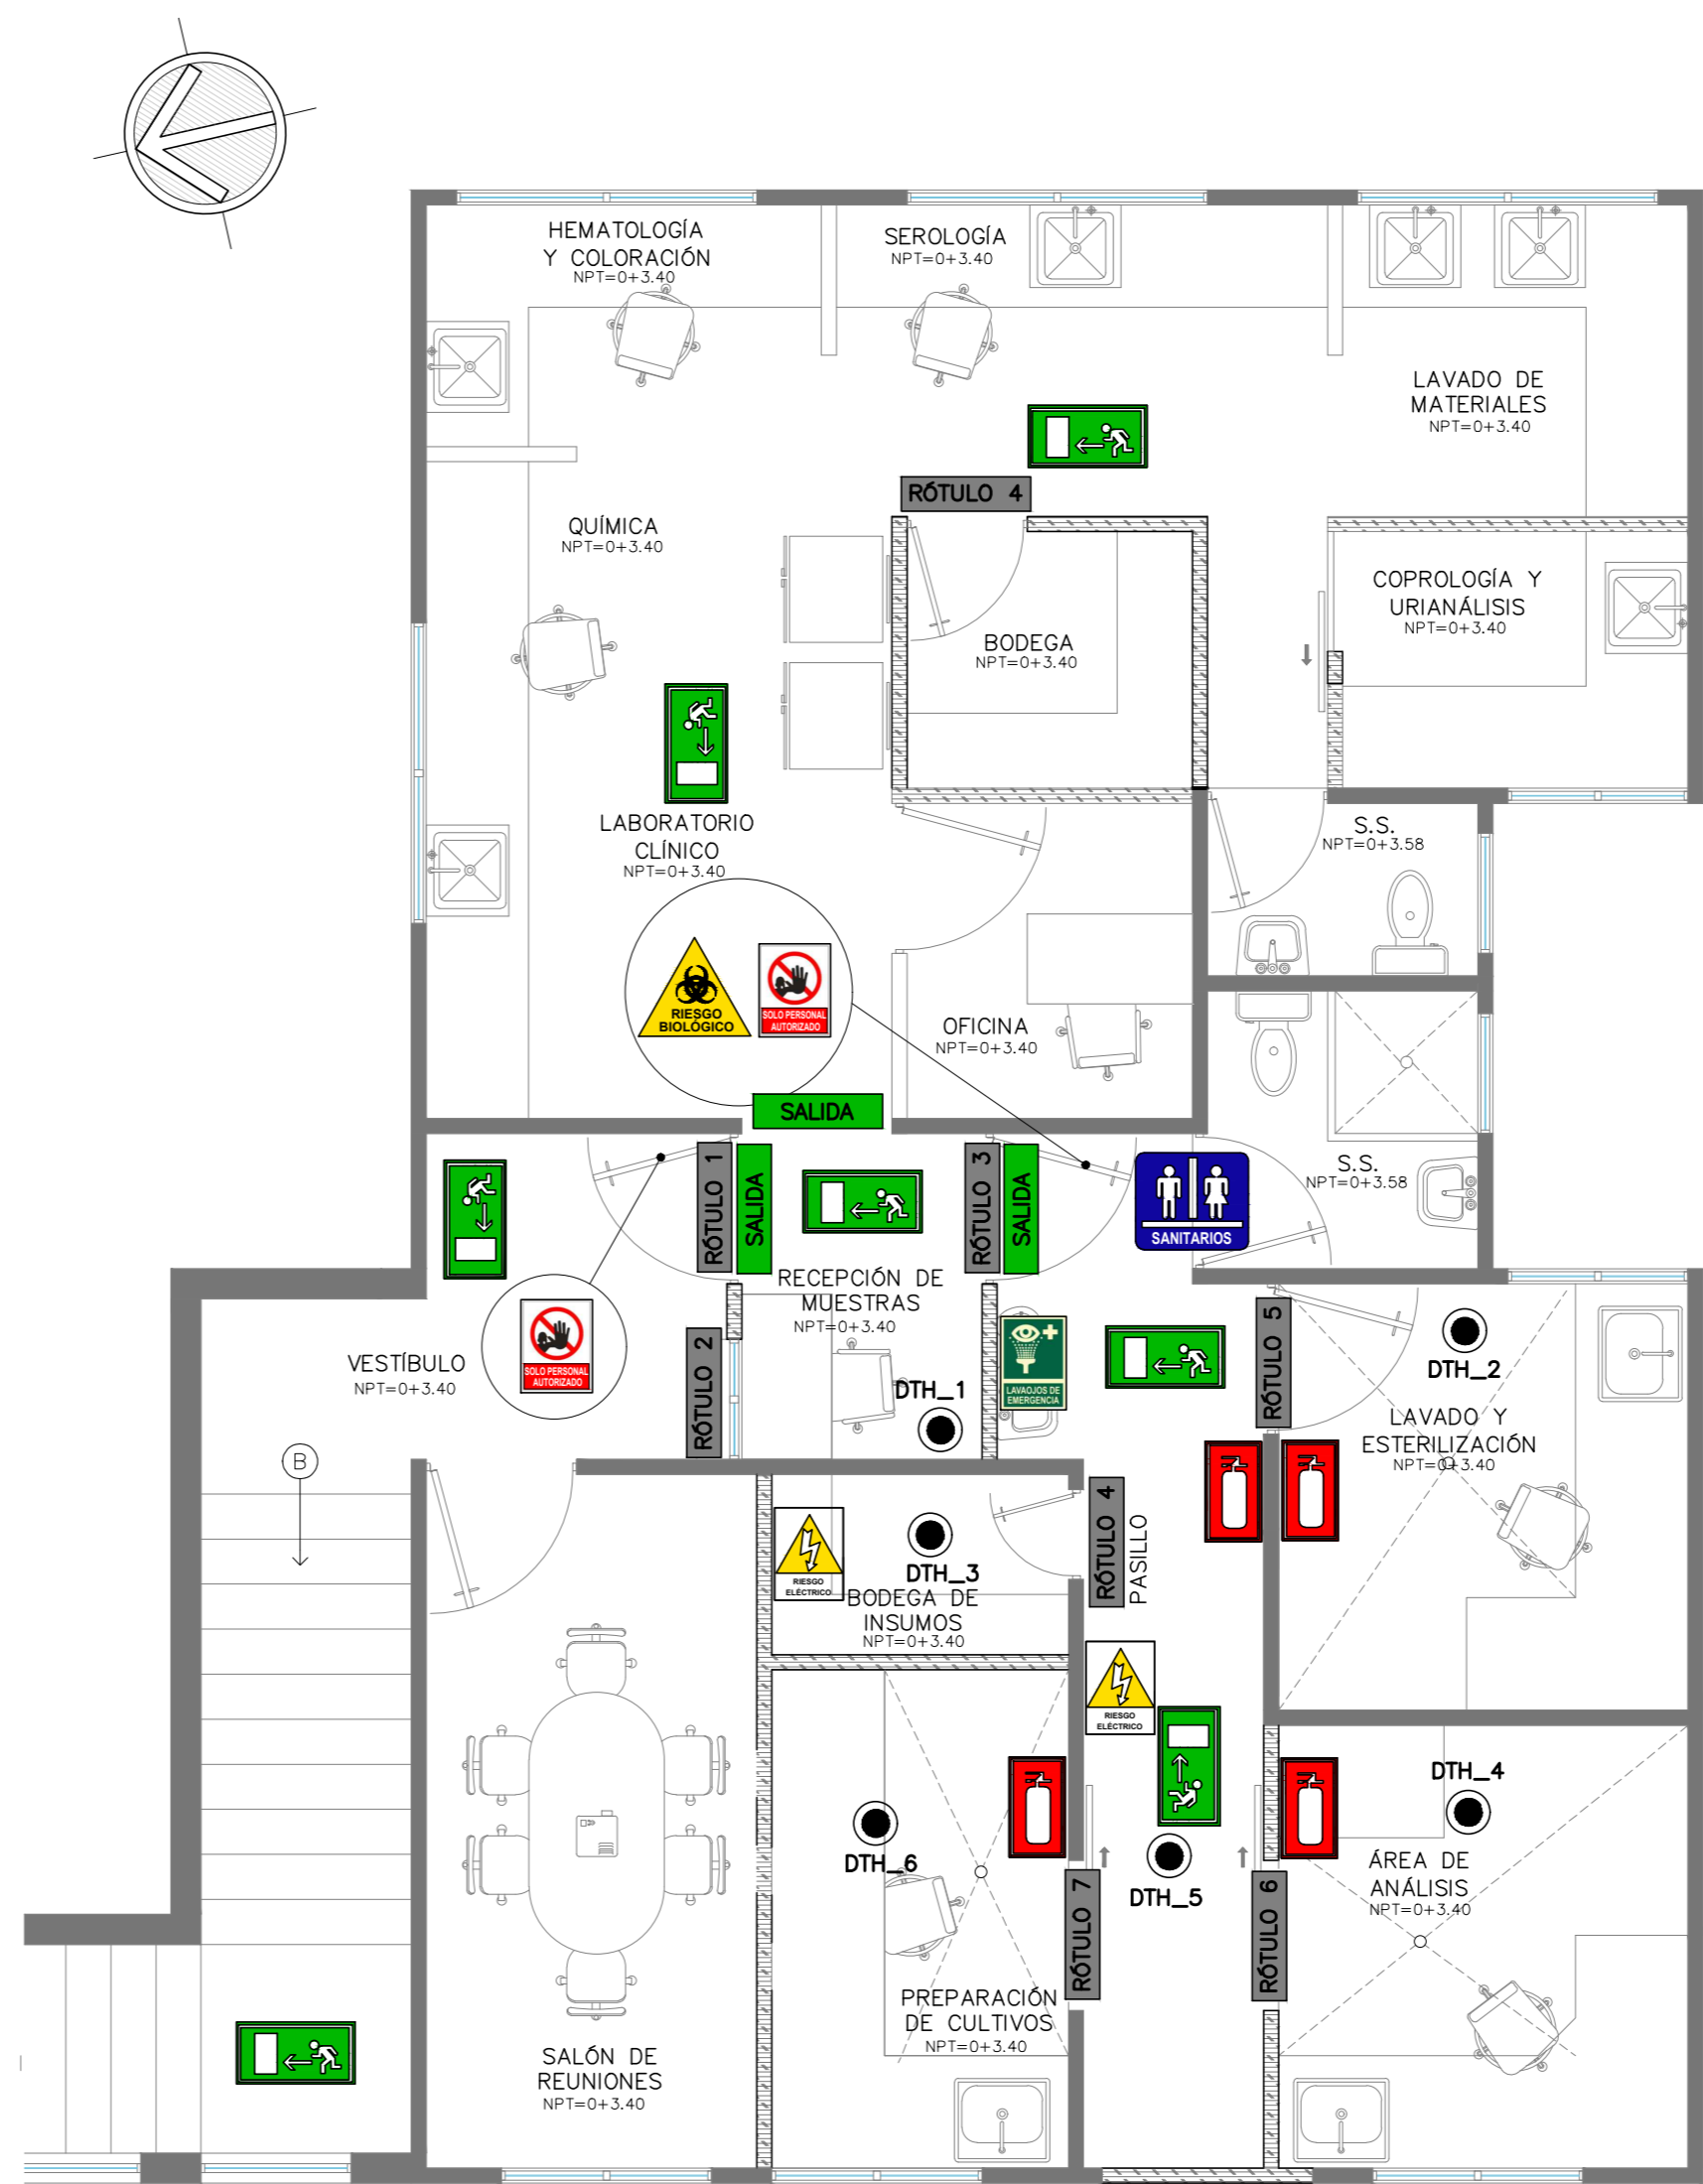 HEMATOLOGÍA
Y COLORACIÓN
NPT=0+3.40
SEROLOGÍA
NPT=0+3.40
LAVADO DE
MATERIALES
NPT=0+3.40
RÓTULO 4
QUÍMICA
NPT=0+3.40
COPROLOGÍA Y
URIANÁLISIS
NPT=0+3.40
BODEGA
NPT=0+3.40
LABORATORIO
CLÍNICO
NPT=0+3.40
S.S.
NPT=0+3.58
RIESGO
BIOLÓGICO
SOLO PERSONAL
AUTORIZADO
OFICINA
NPT=0+3.40
SALIDA
RÓTULO 1
SALIDA
RÓTULO 3
SALIDA
SANITARIOS
S.S.
NPT=0+3.58
RECEPCIÓN DE
MUESTRAS
NPT=0+3.40
SOLO PERSONAL
AUTORIZADO
VESTÍBULO
NPT=0+3.40
RÓTULO 2
DTH_1
LAVAOJOS DE
EMERGENCIA
RÓTULO 5
DTH_2
LAVADO Y
ESTERILIZACIÓN
NPT=0+3.40
B
RIESGO
ELÉCTRICO
DTH_3
BODEGA DE
INSUMOS
NPT=0+3.40
RÓTULO 4
PASILLO
RIESGO
ELÉCTRICO
DTH_4
DTH_6
DTH_5
ÁREA DE
ANÁLISIS
NPT=0+3.40
RÓTULO 7
RÓTULO 6
PREPARACIÓN
DE CULTIVOS
NPT=0+3.40
SALÓN DE
REUNIONES
NPT=0+3.40